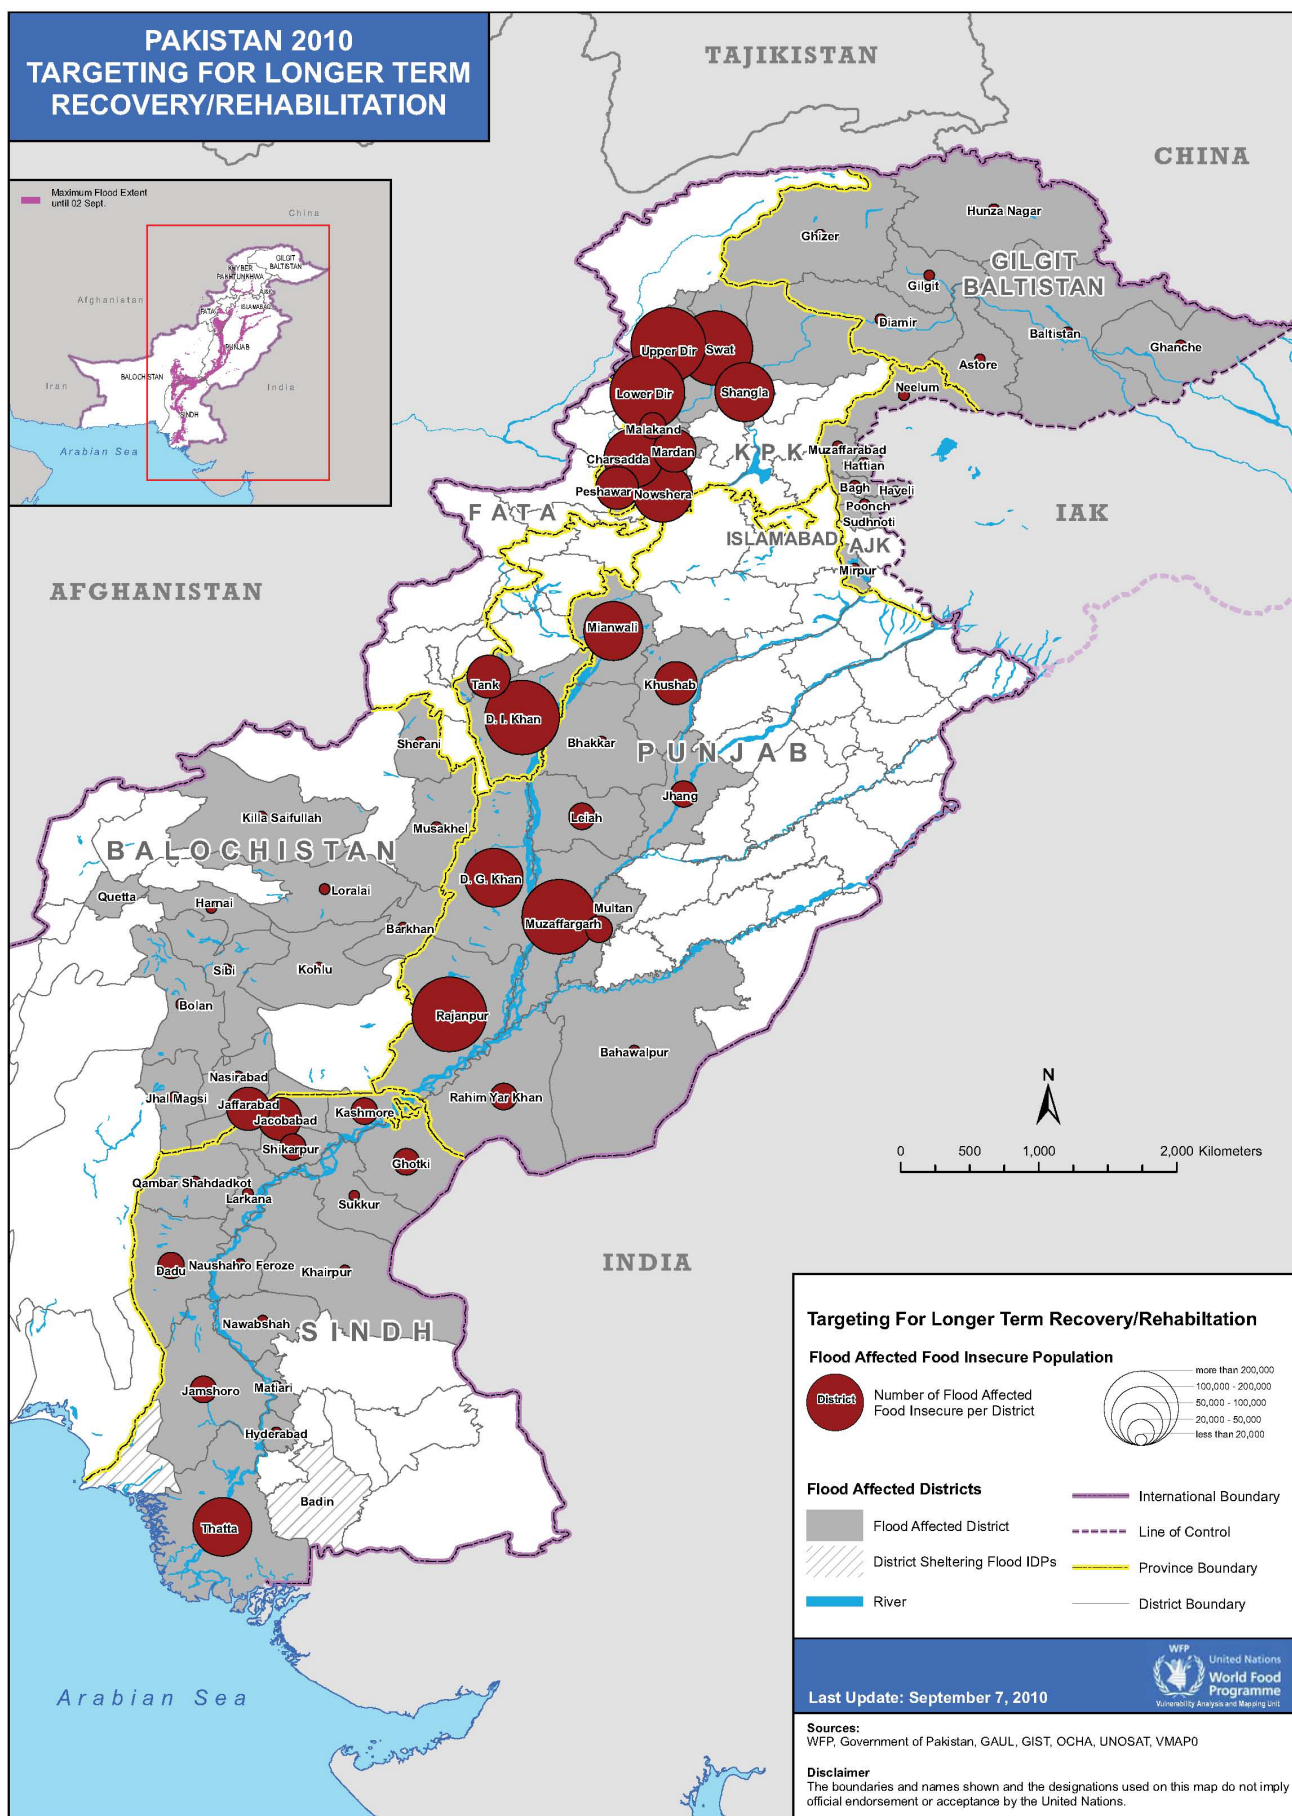 PAKISTAN 2010
TARGETING FOR LONGER TERM
RECOVERY/REHABILITATION
TAJIKISTAN
CHINA
Maximum Flood Extent
until 02 Sept.
China
GILGIT
BALTISTAN
KHYBER
PAKHTUNKHWA
AJK
ISLAMABAD
FATA
PUNJAB
BALOCHISTAN
SINDH
Afghanistan
Iran
India
Arabian Sea
Hunza Nagar
Ghizer
GILGIT
BALTISTAN
Gilgit
Diamir
Baltistan
Ghanche
Astore
Neelum
Upper Dir
Swat
Lower Dir
Shangla
Malakand
Mardan
Charsadda
KPK
Muzaffarabad
Hattian
Peshawar
Nowshera
Bagh
Haveli
Poonch
Sudhnoti
FATA
ISLAMABAD
AJK
IAK
Mirpur
AFGHANISTAN
Mianwali
Tank
Khushab
D. I. Khan
Sherani
Bhakkar
PUNJAB
Jhang
Killa Saifullah
Musakhel
Leiah
BALOCHISTAN
D. G. Khan
Quetta
Harnai
Loralai
Multan
Muzaffargarh
Barkhan
Sibi
Kohlu
Bolan
Rajanpur
Bahawalpur
Nasirabad
Jhal Magsi
Jaffarabad
Jacobabad
Kashmore
Rahim Yar Khan
Shikarpur
Ghotki
Qambar Shahdadkot
Larkana
Sukkur
Dadu
Naushahro Feroze
Khairpur
Nawabshah
SINDH
Jamshoro
Matiari
Hyderabad
Badin
Thatta
INDIA
Arabian Sea
N
0 500 1,000 2,000 Kilometers
Targeting For Longer Term Recovery/Rehabiltation
Flood Affected Food Insecure Population
District
Number of Flood Affected
Food Insecure per District
more than 200,000
100,000 - 200,000
50,000 - 100,000
20,000 - 50,000
less than 20,000
Flood Affected Districts
Flood Affected District
District Sheltering Flood IDPs
River
International Boundary
Line of Control
Province Boundary
District Boundary
Last Update: September 7, 2010
WFP
United Nations
World Food
Programme
Vulnerability Analysis and Mapping Unit
Sources:
WFP, Government of Pakistan, GAUL, GIST, OCHA, UNOSAT, VMAP0
Disclaimer
The boundaries and names shown and the designations used on this map do not imply
official endorsement or acceptance by the United Nations.